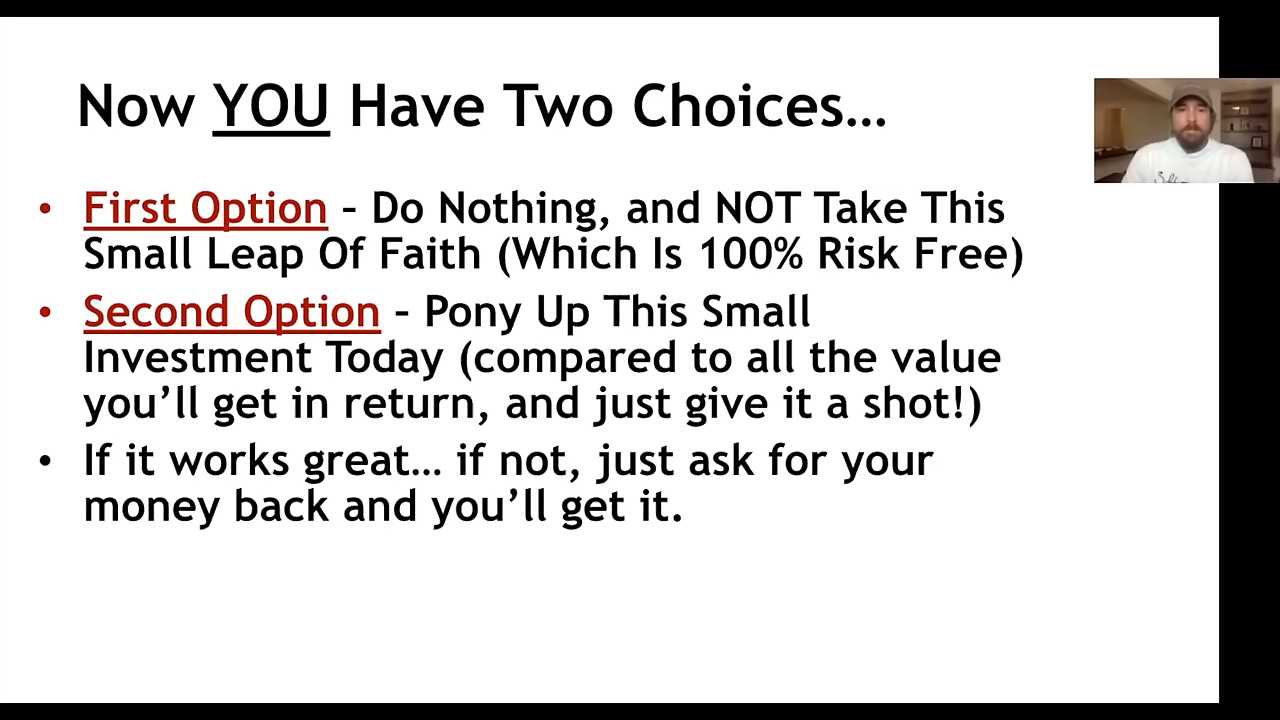 Now YOU Have Two Choices…
• First Option – Do Nothing, and NOT Take This
Small Leap Of Faith (Which Is 100% Risk Free)
• Second Option – Pony Up This Small
Investment Today (compared to all the value
you’ll get in return, and just give it a shot!)
• If it works great… if not, just ask for your
money back and you’ll get it.